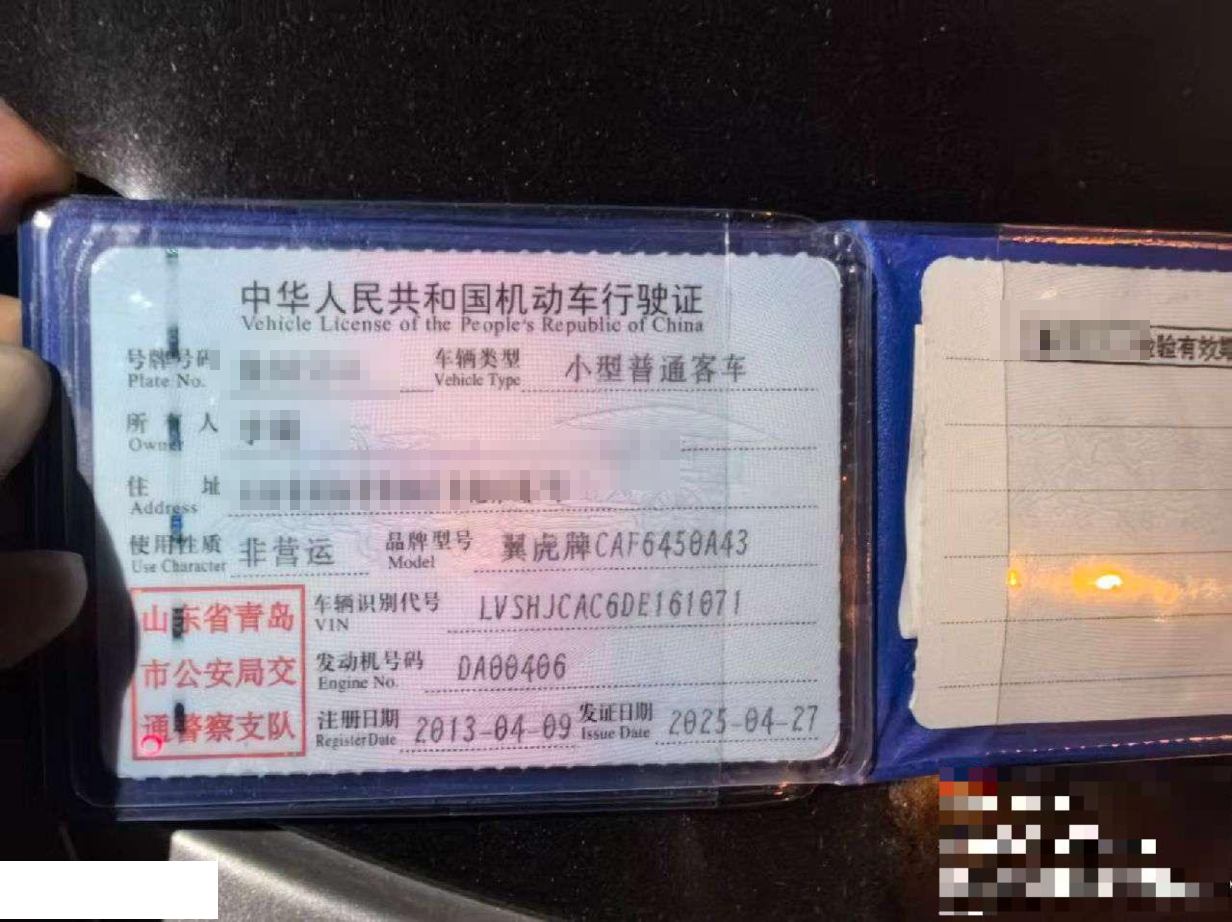 中华人民共和国机动车行驶证
Vehicle License of the People's Republic of China
号牌号码 车辆类型 小型普通客车
Plate No. Vehicle Type
所有人
Owner
住址
Address
使用性质 非营运 品牌型号 翼虎牌CAF6450A43
Use Character Model
山东省青岛 车辆识别代号 LVSHJCAC6DE161071
VIN
市公安局交 发动机号码 DA00406
Engine No.
通警察支队 注册日期 2013-04-09 发证日期 2025-04-27
Register Date Issue Date
检验有效期